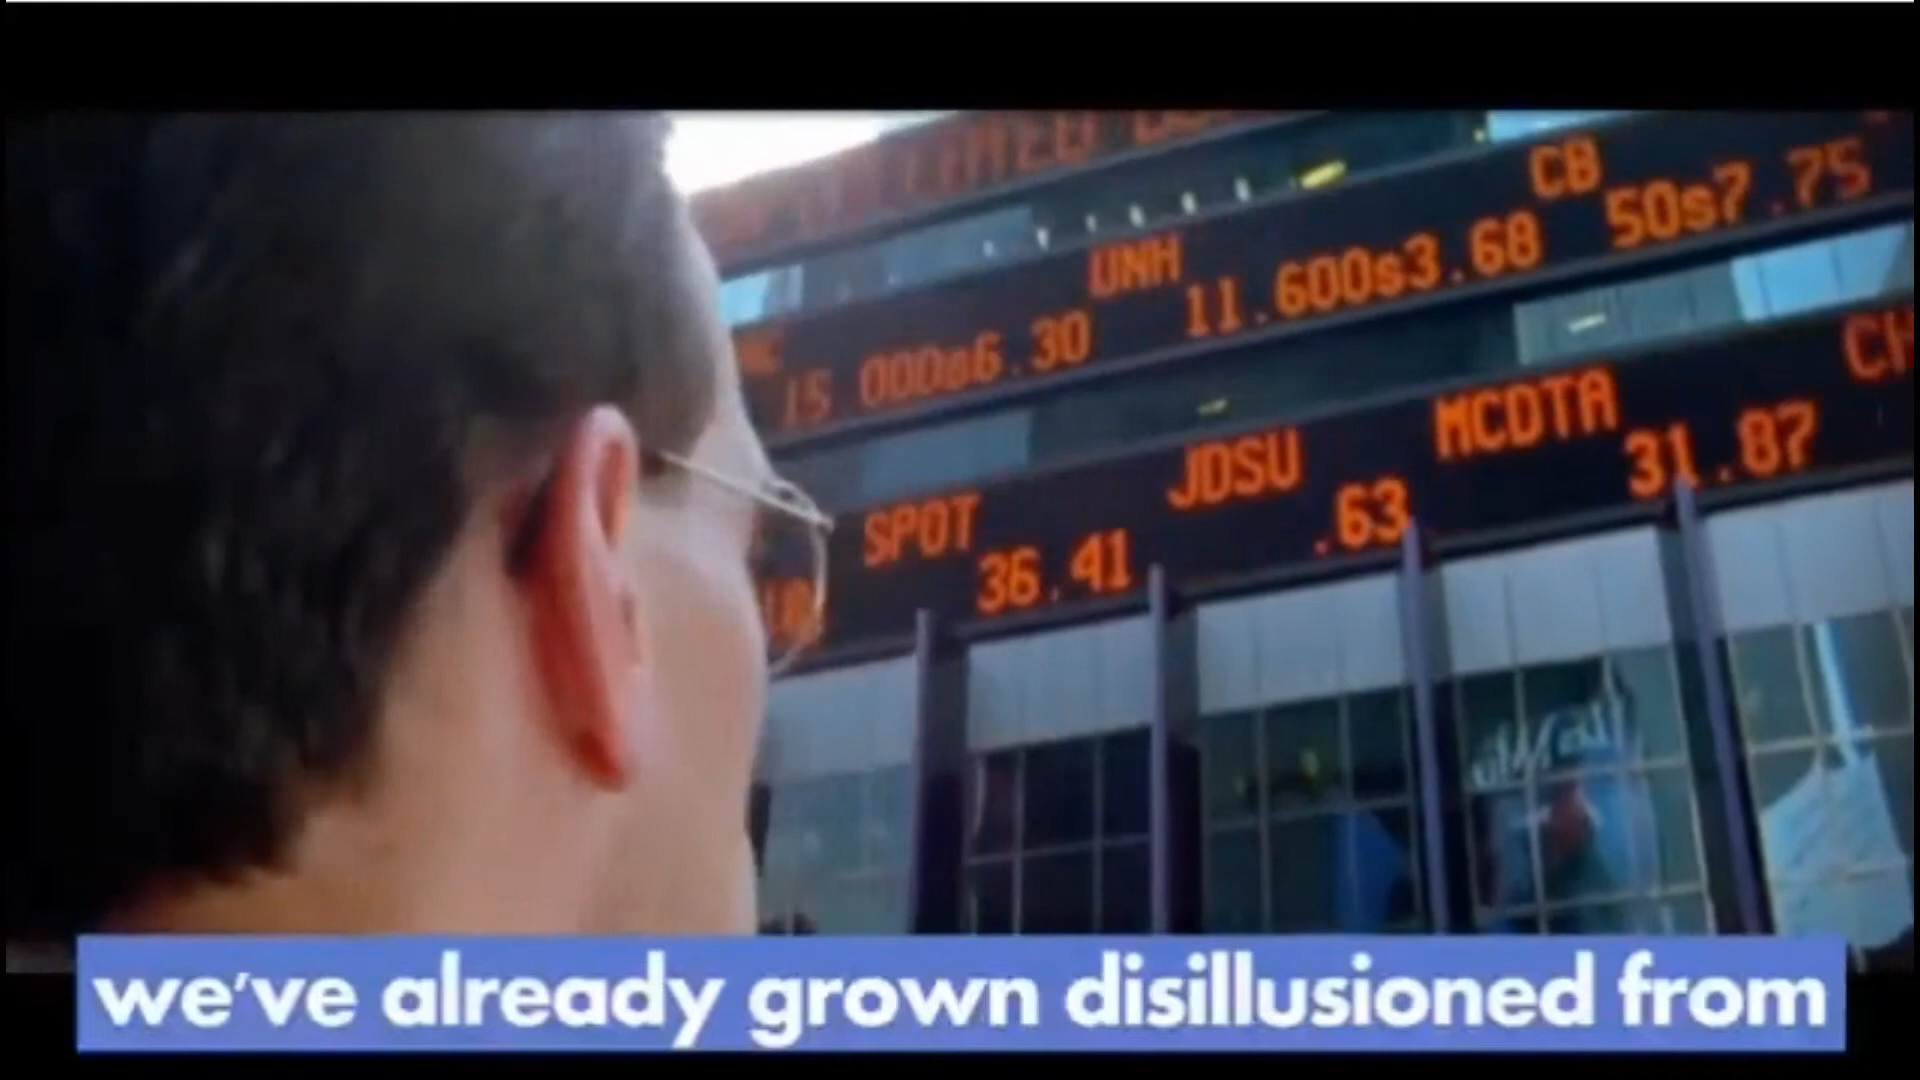 CB
UNH
11.600s3.68
50s7.75
15 000s6.30
CH
MCDTA
31.87
JDSU
.63
SPOT
36.41
we've already grown disillusioned from